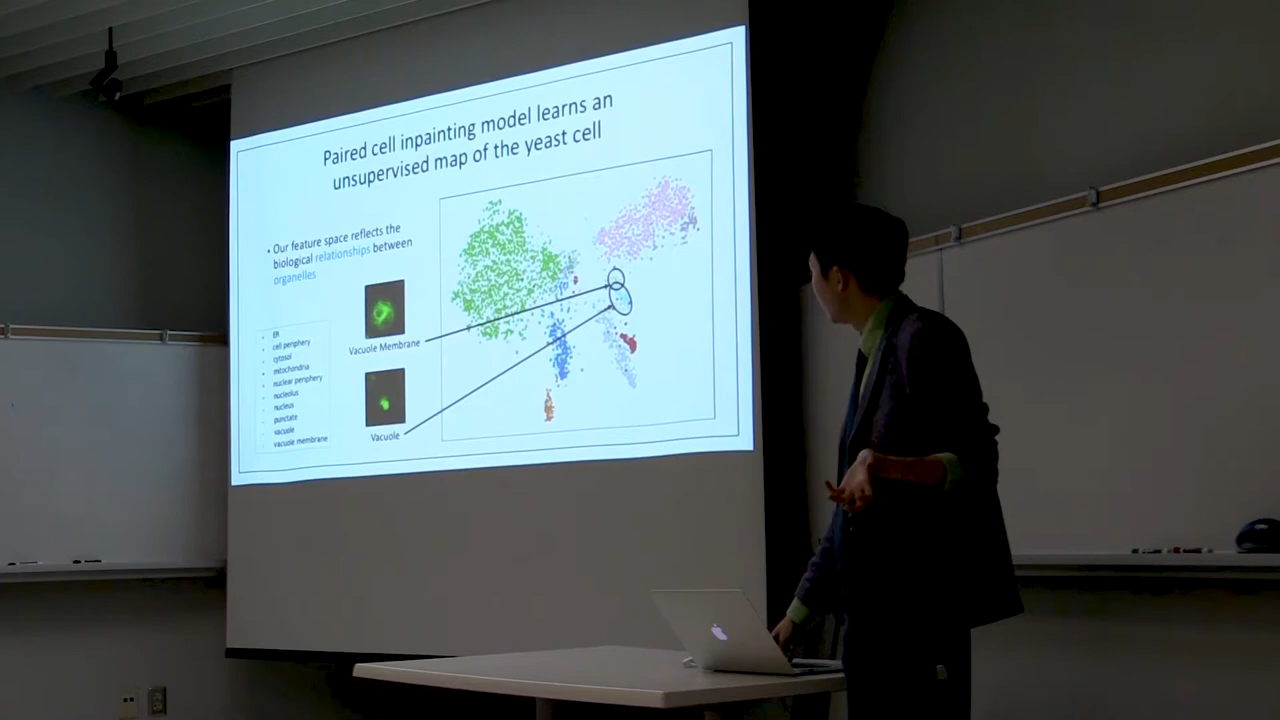 Paired cell inpainting model learns an
unsupervised map of the yeast cell
• Our feature space reflects the
biological relationships between
organelles
Vacuole Membrane
Vacuole
• ER
• cell periphery
• cytosol
• mitochondria
• nuclear periphery
• nucleolus
• nucleus
• punctate
• vacuole
• vacuole membrane